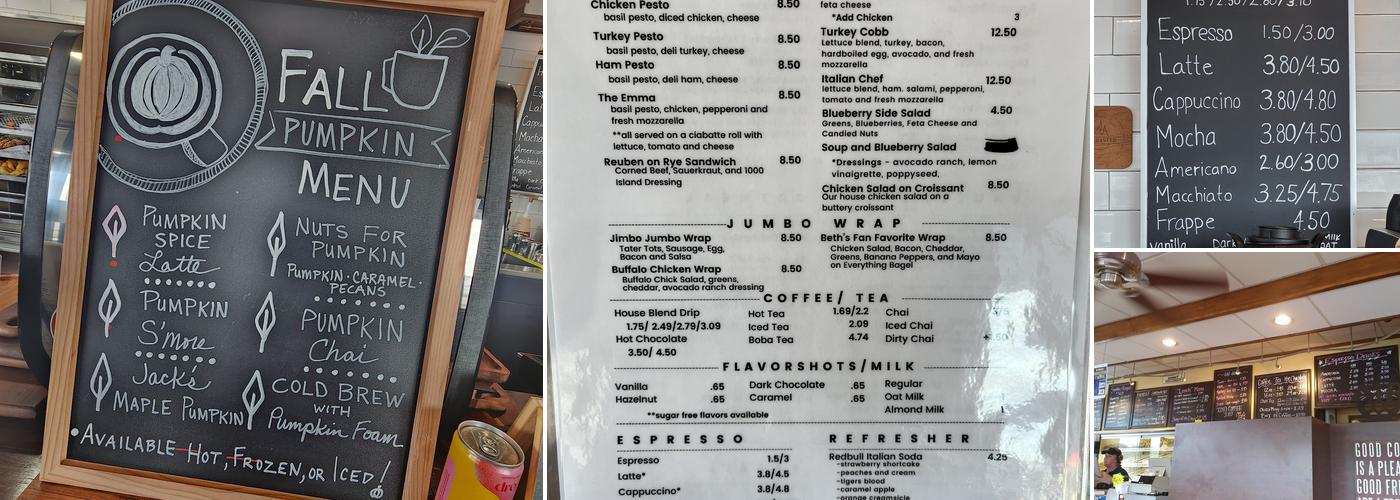 FALL
PUMPKIN
MENU
PUMPKIN
SPICE
Latte
PUMPKIN
S'more
Jack's
MAPLE PUMPKIN
NUTS FOR
PUMPKIN
PUMPKIN-CARAMEL-
PECANS
PUMPKIN
Chai
COLD BREW
WITH
Pumpkin Foam
•AVAILABLE HOT, FROZEN, OR ICED!
Chicken Pesto 8.50
basil pesto, diced chicken, cheese
Turkey Pesto 8.50
basil pesto, deli turkey, cheese
Ham Pesto 8.50
basil pesto, deli ham, cheese
The Emma 8.50
basil pesto, chicken, pepperoni and
fresh mozzarella
**all served on a ciabatte roll with
lettuce, tomato and cheese
Reuben on Rye Sandwich 8.50
Corned Beef, Sauerkraut, and 1000
Island Dressing
feta cheese
*Add Chicken 3
Turkey Cobb 12.50
Lettuce blend, turkey, bacon,
hardboiled egg, avocado, and fresh
mozzarella
Italian Chef 12.50
lettuce blend, ham. salami, pepperoni,
tomato and fresh mozzarella
Blueberry Side Salad 4.50
Greens, Blueberries, Feta Cheese and
Candied Nuts
Soup and Blueberry Salad
*Dressings - avocado ranch, lemon
vinaigrette, poppyseed,
Chicken Salad on Croissant 8.50
Our house chicken salad on a
buttery croissant
JUMBO WRAP
Jimbo Jumbo Wrap 8.50
Tater Tots, Sausage, Egg,
Bacon and Salsa
Buffalo Chicken Wrap 8.50
Buffalo Chick Salad, greens,
cheddar, avocado ranch dressing
Beth's Fan Favorite Wrap 8.50
Chicken Salad, Bacon, Cheddar,
Greens, Banana Peppers, and Mayo
on Everything Bagel
COFFEE/ TEA
House Blend Drip
1.75/ 2.49/2.79/3.09
Hot Chocolate
3.50/ 4.50
Hot Tea 1.69/2.2
Iced Tea 2.09
Boba Tea 4.74
Chai
Iced Chai
Dirty Chai
FLAVORSHOTS/MILK
Vanilla .65
Hazelnut .65
Dark Chocolate .65
Caramel .65
Regular
Oat Milk
Almond Milk
**sugar free flavors available
ESPRESSO
Espresso 1.5/3
Latte* 3.8/4.5
Cappuccino* 3.8/4.8
REFRESHER
Redbull Italian Soda 4.25
-strawberry shortcake
-peaches and cream
-tigers blood
-caramel apple
-orange creamsicle
Espresso 1.50/3.00
Latte 3.80/4.50
Cappuccino 3.80/4.80
Mocha 3.80/4.50
Americano 2.60/3.00
Macchiato 3.25/4.75
Frappe 4.50
Vanilla Dark
Espresso Drinks
GOOD CO
IS A PLEA
GOOD FR